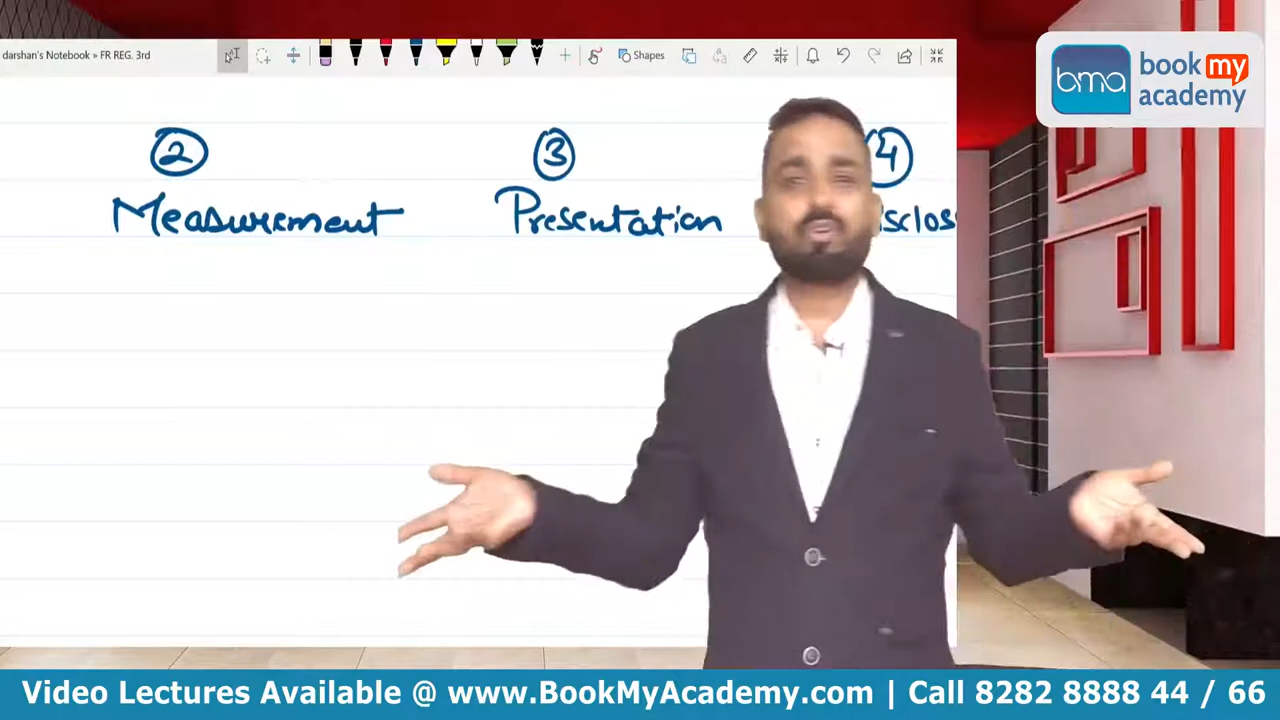 darshan's Notebook » FR REG. 3rd
Shapes
bma book my academy
2 3 4
Measurement Presentation isclos
Video Lectures Available @ www.BookMyAcademy.com | Call 8282 8888 44 / 66